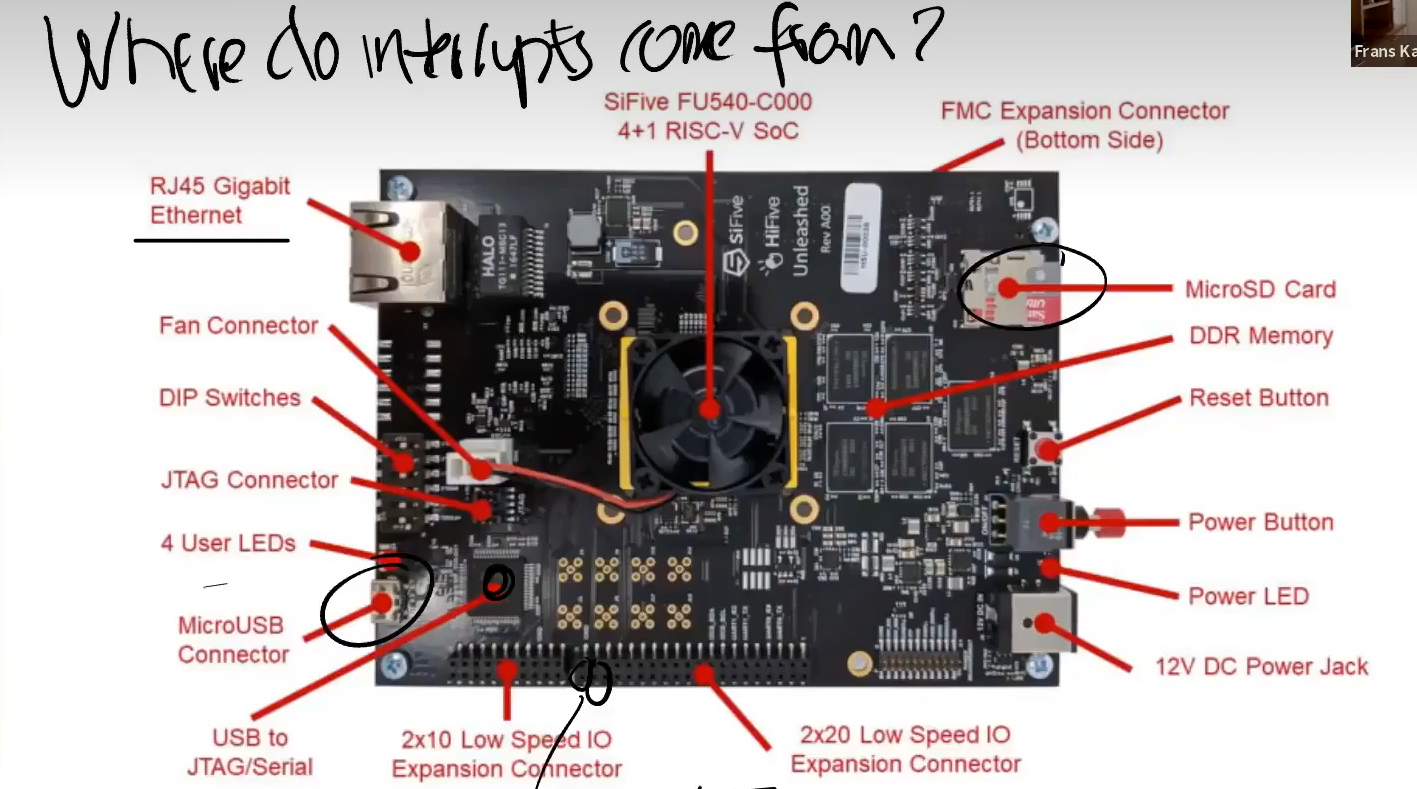 Where do interrupts come from?
Frans Ka
SiFive FU540-C000
4+1 RISC-V SoC
FMC Expansion Connector
(Bottom Side)
RJ45 Gigabit
Ethernet
HALO
SiFive
HiFive
Unleashed
Rev A00
MicroSD Card
Fan Connector
DDR Memory
DIP Switches
Reset Button
RESET
JTAG Connector
JTAG
Power Button
4 User LEDs
Power LED
MicroUSB
Connector
12V DC Power Jack
USB to
JTAG/Serial
2x10 Low Speed IO
Expansion Connector
2x20 Low Speed IO
Expansion Connector